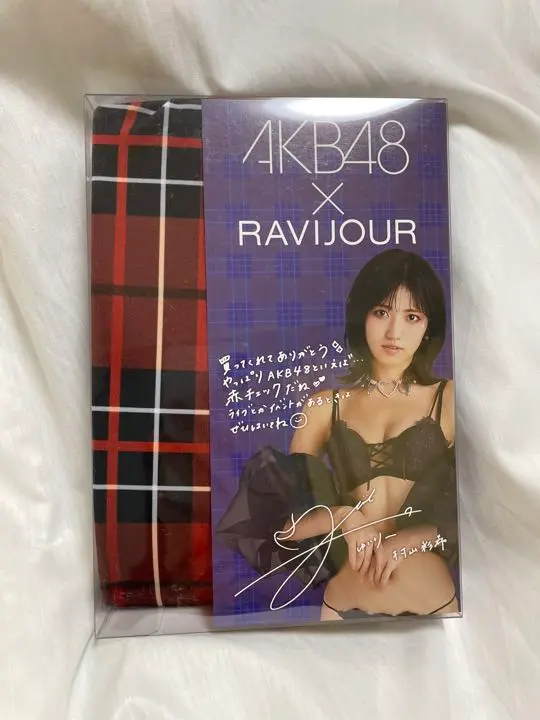 AKB48
×
RAVIJOUR
買ってくれてありがとう
やっぱりAKB48といえば…
赤チェックだね
ライブとかイベントがあるときは
ぜひはいてね
ゆいりー
村山彩希